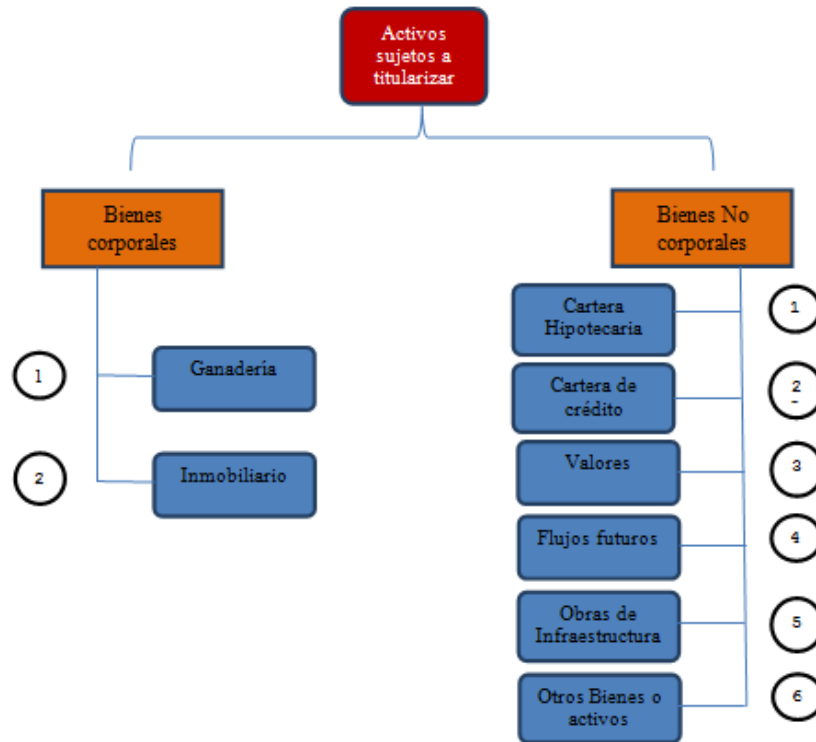 Activos
sujetos a
titularizar
Bienes
corporales
1
Ganadería
2
Inmobiliario
Bienes No
corporales
Cartera
Hipotecaria
1
Cartera de
crédito
2
-
Valores
3
Flujos futuros
4
Obras de
Infraestructura
5
Otros Bienes o
activos
6